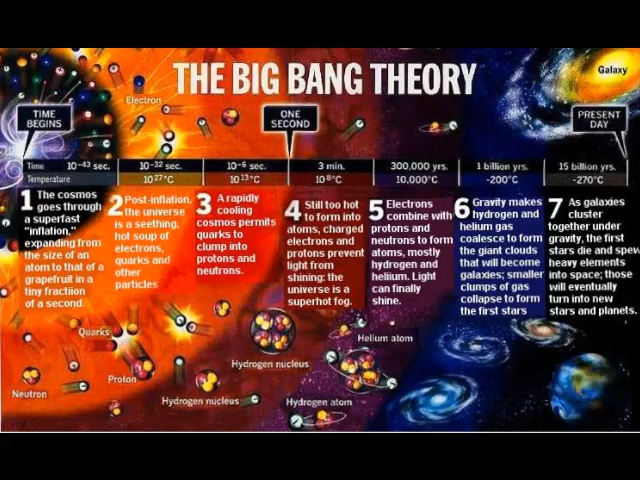 THE BIG BANG THEORY
Galaxy
Electron
TIME
BEGINS
ONE
SECOND
PRESENT
DAY
Time 10-43 sec. 10-32 sec. 10-6 sec. 3 min. 300,000 yrs. 1 billion yrs. 15 billion yrs.
Temperature 10 27°C 10 13°C 10 8°C 10,000°C -200°C -270°C
1 The cosmos
goes through
a superfast
"inflation,"
expanding from
the size of an
atom to that of a
grapefruit in a
tiny fractiion
of a second.
2 Post-inflation,
the universe
is a seething,
hot soup of
electrons,
quarks and
other
particles
3 A rapidly
cooling
cosmos permits
quarks to
clump into
protons and
neutrons.
4 Still too hot
to form into
atoms, charged
electrons and
protons prevent
light from
shining: the
universe is a
superhot fog.
5 Electrons
combine with
protons and
neutrons to form
atoms, mostly
hydrogen and
helium. Light
can finally
shine.
6 Gravity makes
hydrogen and
helium gas
coalesce to form
the giant clouds
that will become
galaxies; smaller
clumps of gas
collapse to form
the first stars
7 As galaxies
cluster
together under
gravity, the first
stars die and spew
heavy elements
into space; those
will eventually
turn into new
stars and planets.
Quarks
Helium atom
Hydrogen nucleus
Proton
Neutron
Hydrogen nucleus
Hydrogen atom